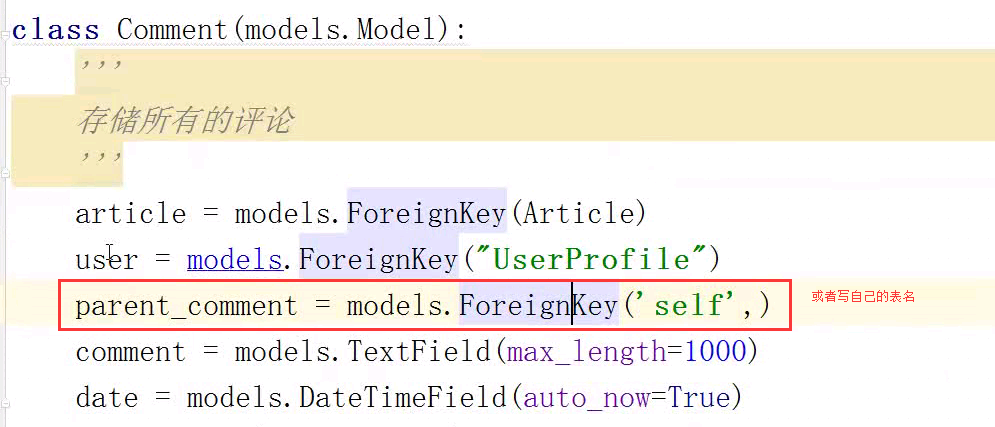 class Comment(models.Model):
'''
存储所有的评论
'''
article = models.ForeignKey(Article)
user = models.ForeignKey("UserProfile")
parent_comment = models.ForeignKey('self',)
或者写自己的表名
comment = models.TextField(max_length=1000)
date = models.DateTimeField(auto_now=True)